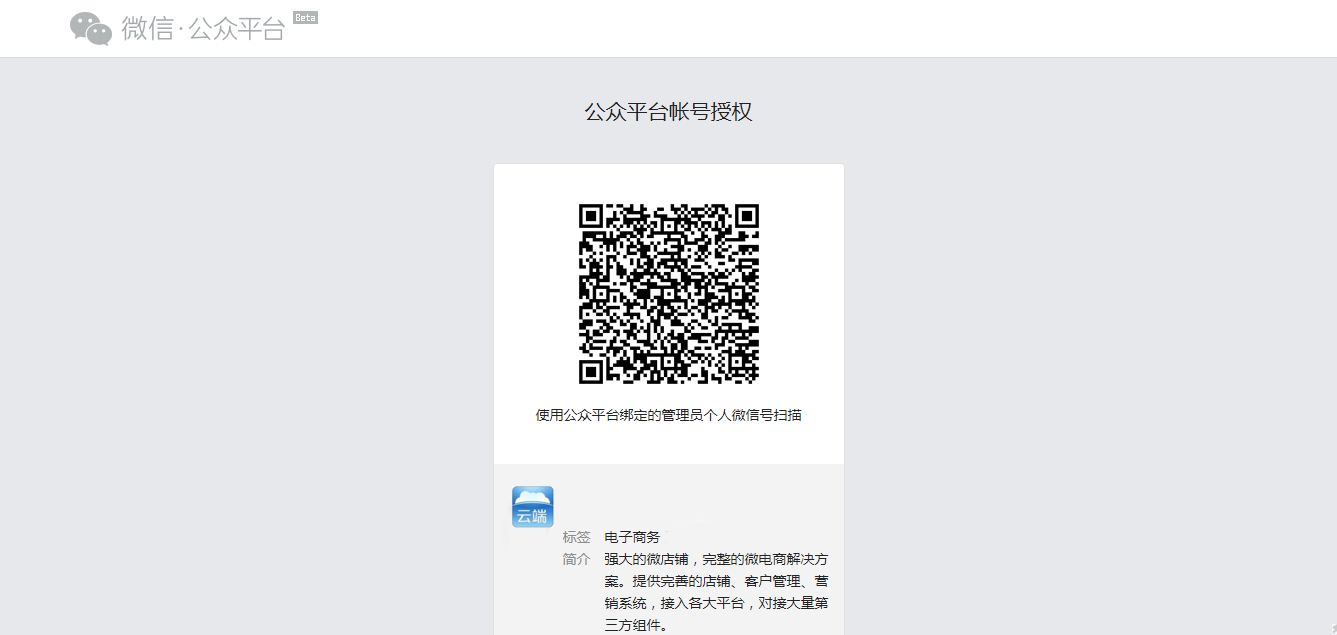 微信·公众平台 Beta
公众平台帐号授权
使用公众平台绑定的管理员个人微信号扫描
云端
标签 电子商务
简介 强大的微店铺，完整的微电商解决方
案。提供完善的店铺、客户管理、营
销系统，接入各大平台，对接大量第
三方组件。